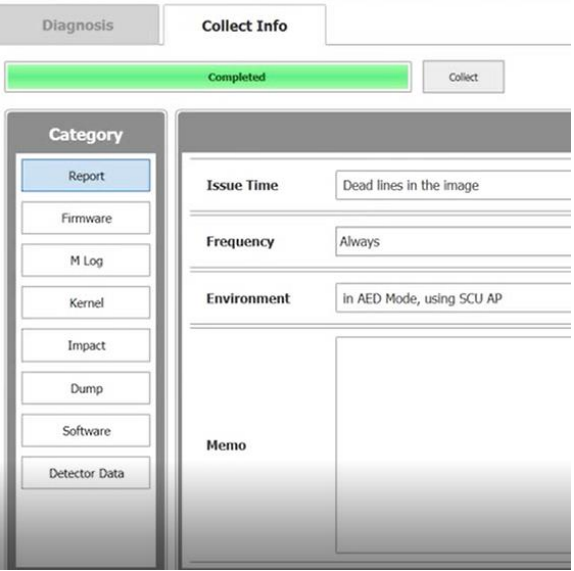 Diagnosis
Collect Info
Completed
Collect
Category
Report
Firmware
M Log
Kernel
Impact
Dump
Software
Detector Data
Issue Time
Dead lines in the image
Frequency
Always
Environment
in AED Mode, using SCU AP
Memo